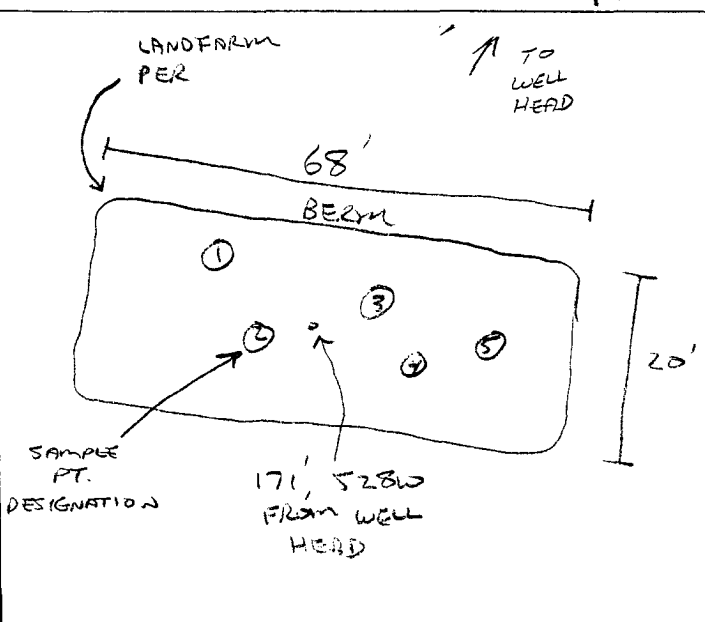 LANDFARM
PER
TO
WELL
HEAD
68'
BERM
1
3
2
4
5
20'
SAMPLE
PT.
DESIGNATION
171', S28W
FROM WELL
HEAD